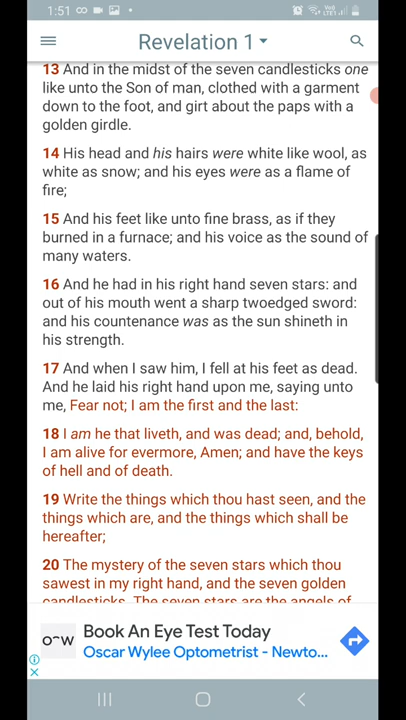 1:51
Revelation 1
13 And in the midst of the seven candlesticks one
like unto the Son of man, clothed with a garment
down to the foot, and girt about the paps with a
golden girdle.
14 His head and his hairs were white like wool, as
white as snow; and his eyes were as a flame of
fire;
15 And his feet like unto fine brass, as if they
burned in a furnace; and his voice as the sound of
many waters.
16 And he had in his right hand seven stars: and
out of his mouth went a sharp twoedged sword:
and his countenance was as the sun shineth in
his strength.
17 And when I saw him, I fell at his feet as dead.
And he laid his right hand upon me, saying unto
me, Fear not; I am the first and the last:
18 I am he that liveth, and was dead; and, behold,
I am alive for evermore, Amen; and have the keys
of hell and of death.
19 Write the things which thou hast seen, and the
things which are, and the things which shall be
hereafter;
20 The mystery of the seven stars which thou
sawest in my right hand, and the seven golden
candlesticks. The seven stars are the angels of
Book An Eye Test Today
Oscar Wylee Optometrist - Newto...